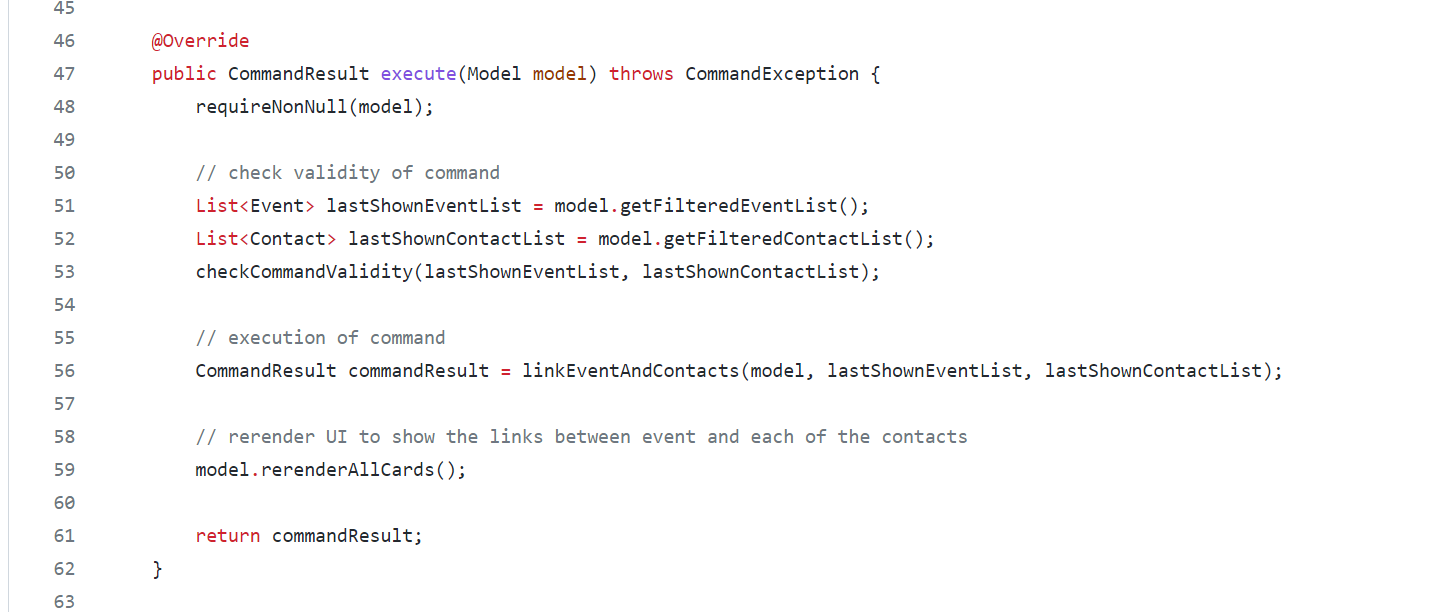 45
46 @Override
47 public CommandResult execute(Model model) throws CommandException {
48 requireNonNull(model);
49
50 // check validity of command
51 List<Event> lastShownEventList = model.getFilteredEventList();
52 List<Contact> lastShownContactList = model.getFilteredContactList();
53 checkCommandValidity(lastShownEventList, lastShownContactList);
54
55 // execution of command
56 CommandResult commandResult = linkEventAndContacts(model, lastShownEventList, lastShownContactList);
57
58 // rerender UI to show the links between event and each of the contacts
59 model.rerenderAllCards();
60
61 return commandResult;
62 }
63